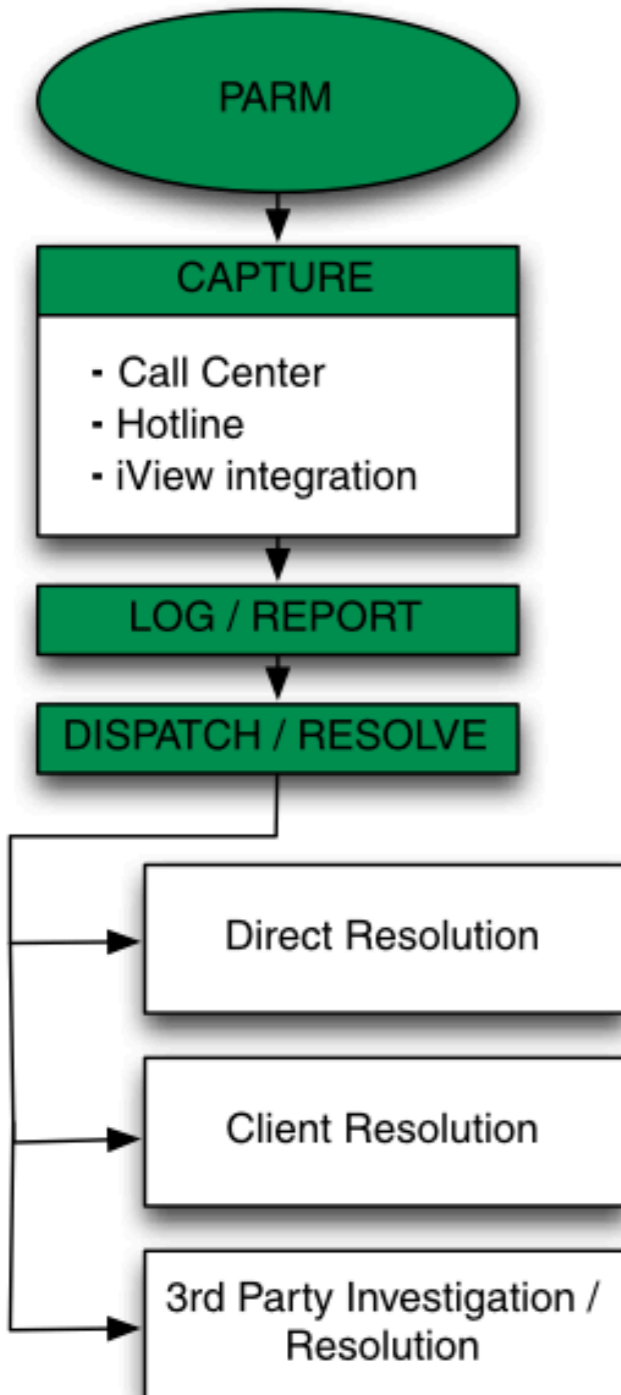 PARM
CAPTURE
- Call Center
- Hotline
- iView integration
LOG / REPORT
DISPATCH / RESOLVE
Direct Resolution
Client Resolution
3rd Party Investigation /
Resolution